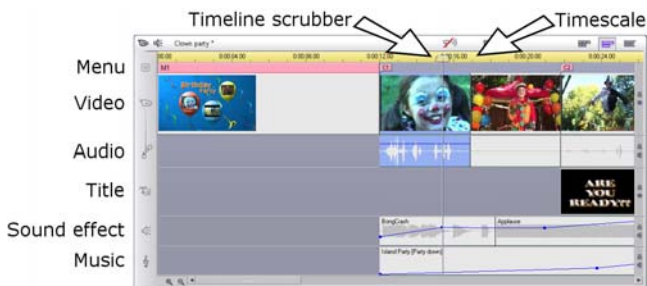 Timeline scrubber
Timescale
Clown party *
00.00 0:00:04.00 0:00:08.00 0:00:12.00 0:00:16.00 0:00:20.00 0:00:24.00
Menu
M1
C1
C2
Video
Birthday
Party
Audio
Title
ARE
YOU
READY??
Sound effect
BongCrash
Applause
Music
Island Party [Party down]